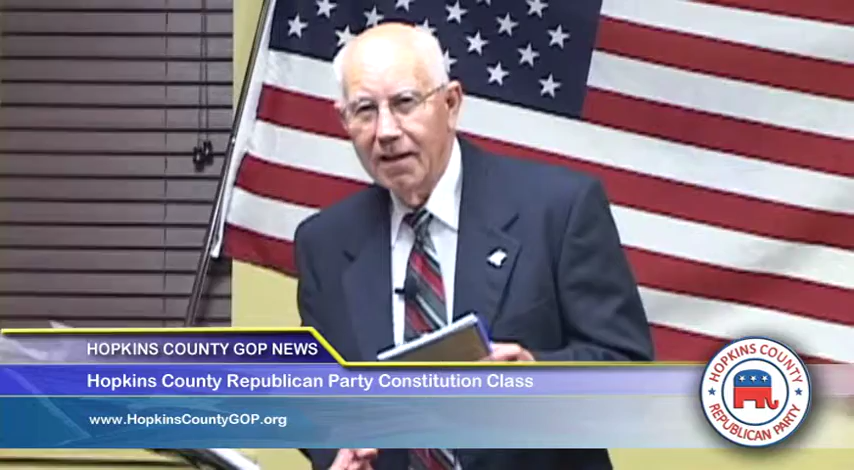 HOPKINS COUNTY GOP NEWS
Hopkins County Republican Party Constitution Class
www.HopkinsCountyGOP.org
HOPKINS COUNTY
REPUBLICAN PARTY